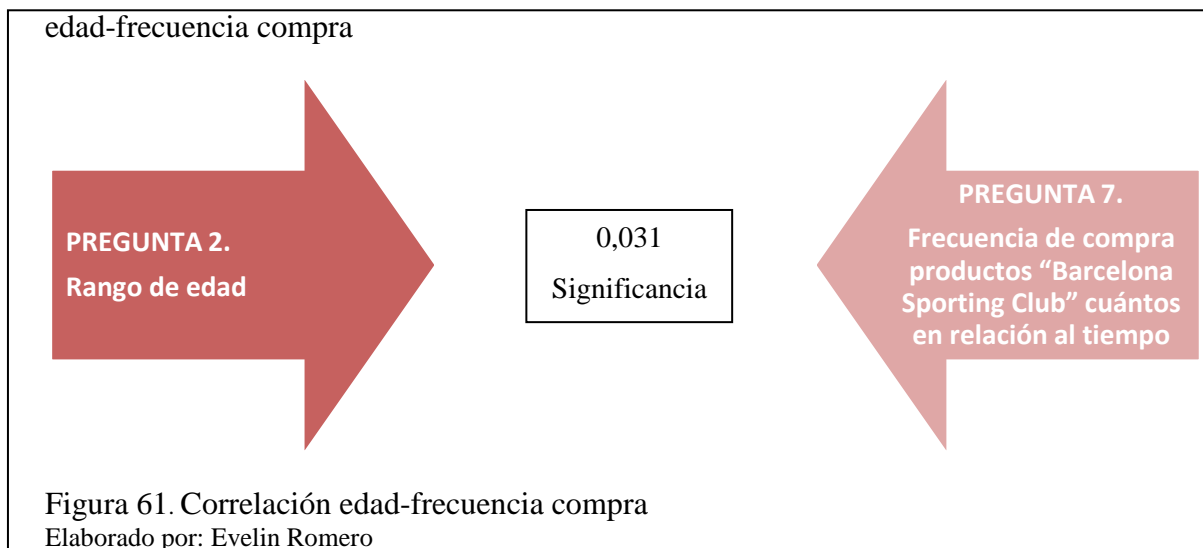 edad-frecuencia compra
PREGUNTA 2.
Rango de edad
0,031
Significancia
PREGUNTA 7.
Frecuencia de compra
productos “Barcelona
Sporting Club” cuántos
en relación al tiempo
Figura 61. Correlación edad-frecuencia compra
Elaborado por: Evelin Romero